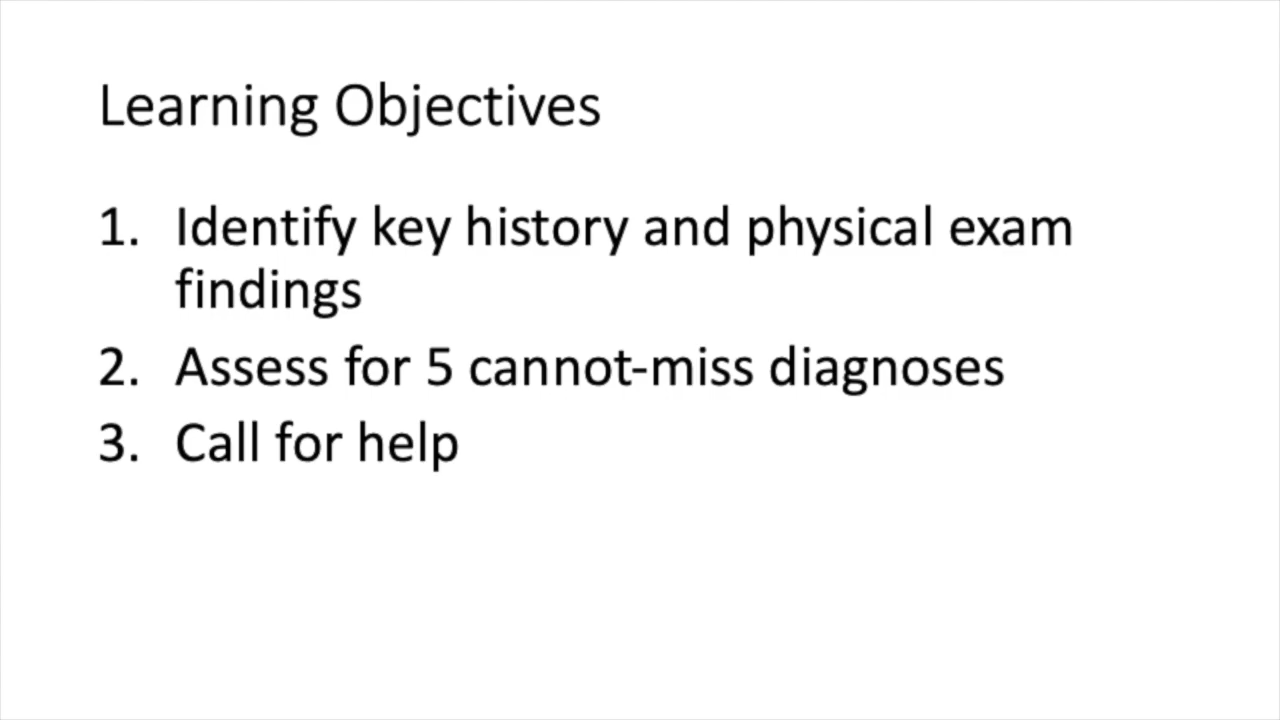 Learning Objectives
1. Identify key history and physical exam
findings
2. Assess for 5 cannot-miss diagnoses
3. Call for help